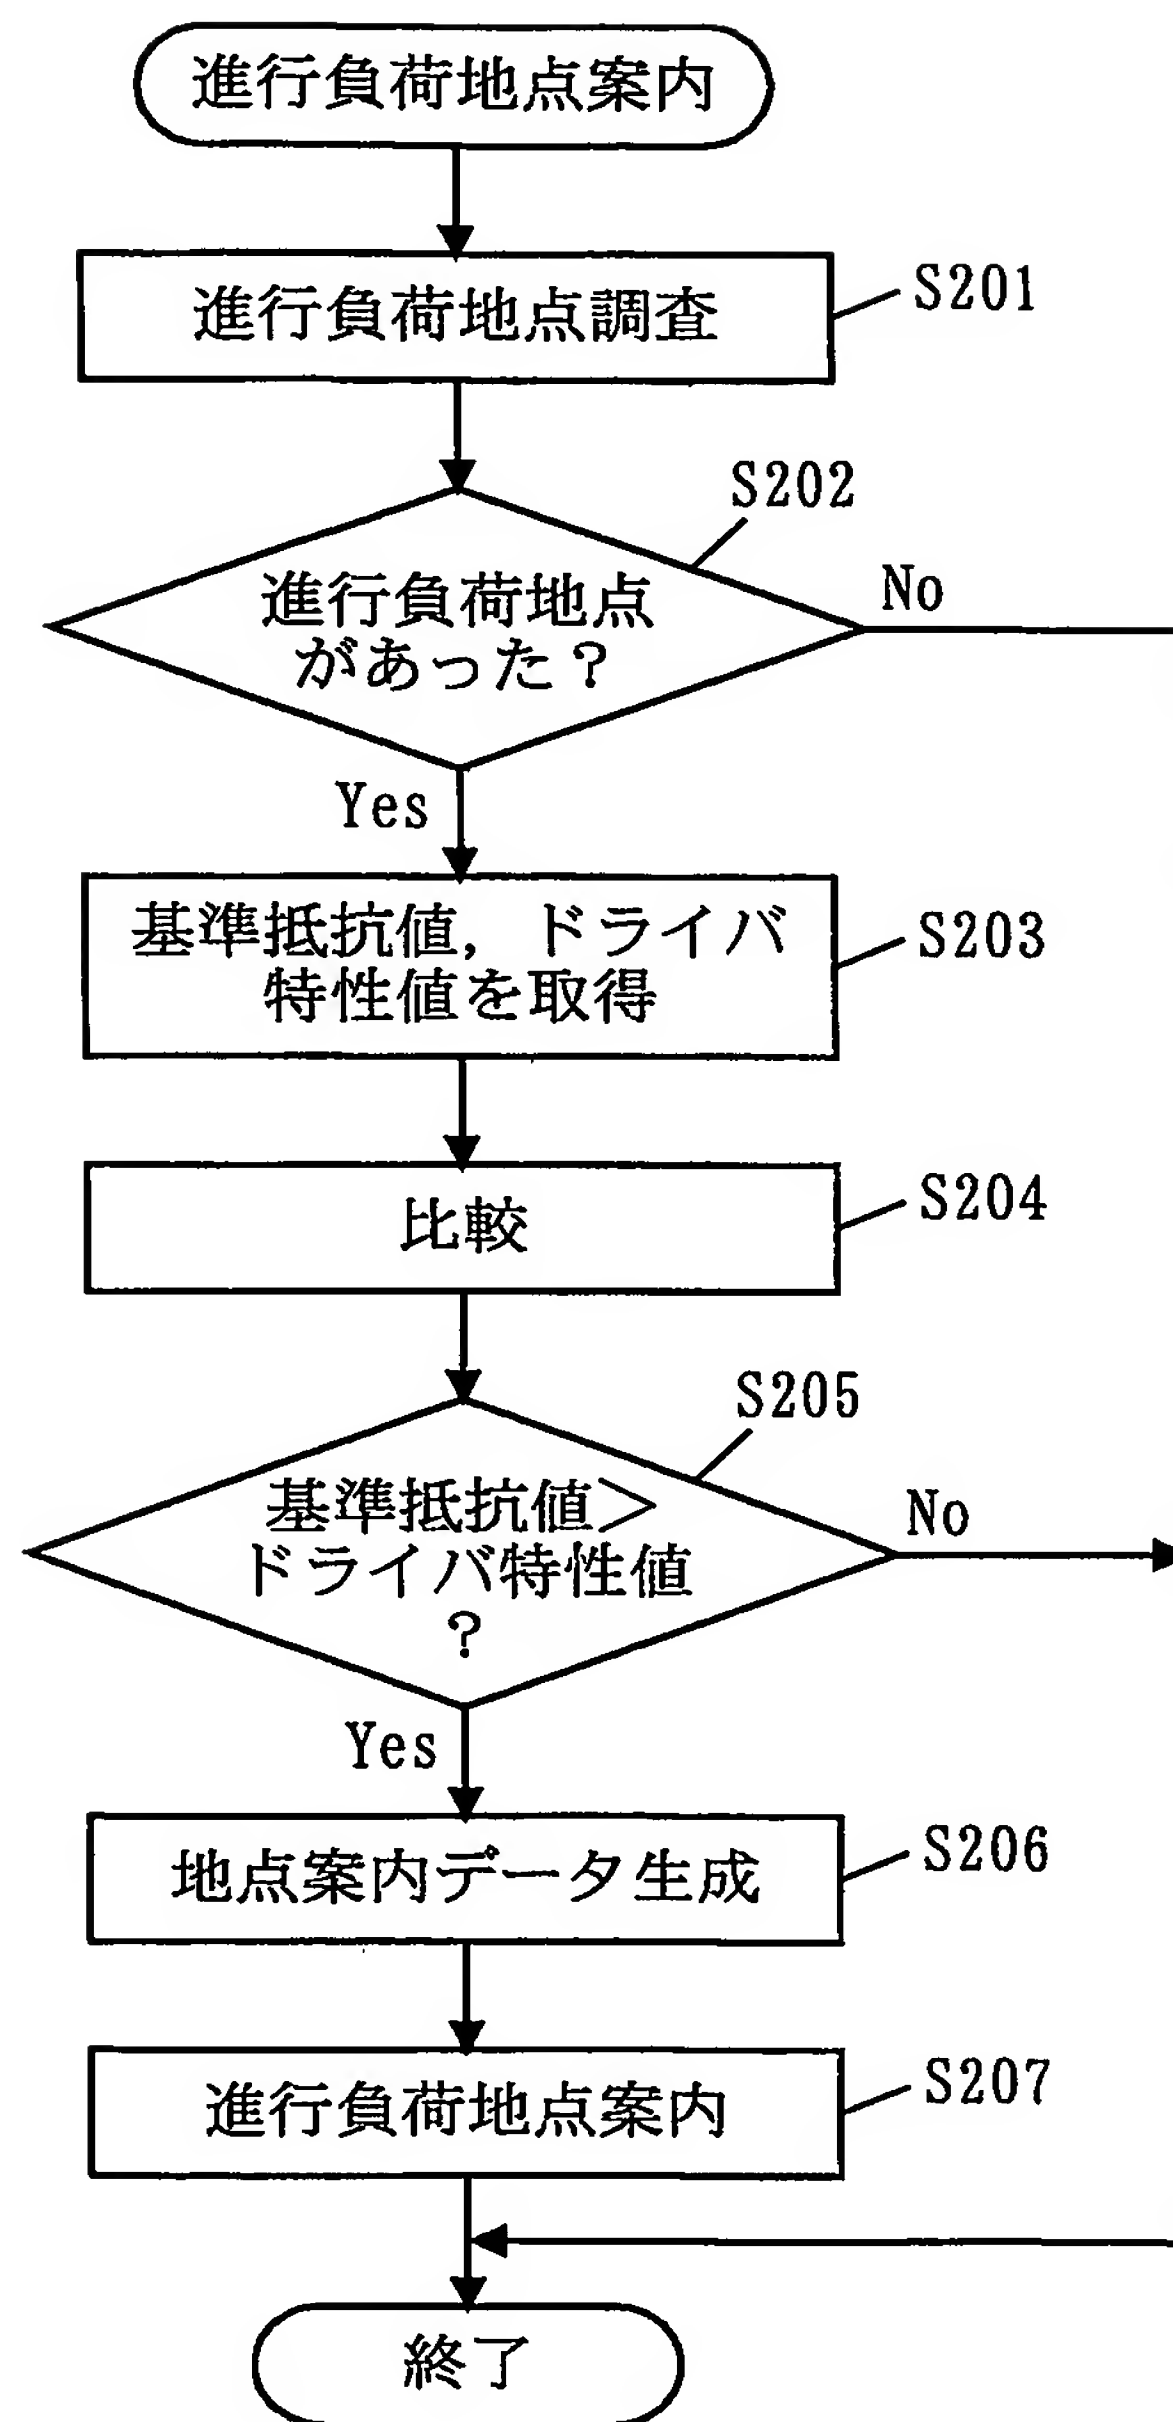 進行負荷地点案内
進行負荷地点調査
S201
S202
進行負荷地点
があった?
No
Yes
基準抵抗値,ドライバ
特性値を取得
S203
比較
S204
S205
基準抵抗値>
ドライバ特性値
?
No
Yes
地点案内データ生成
S206
進行負荷地点案内
S207
終了